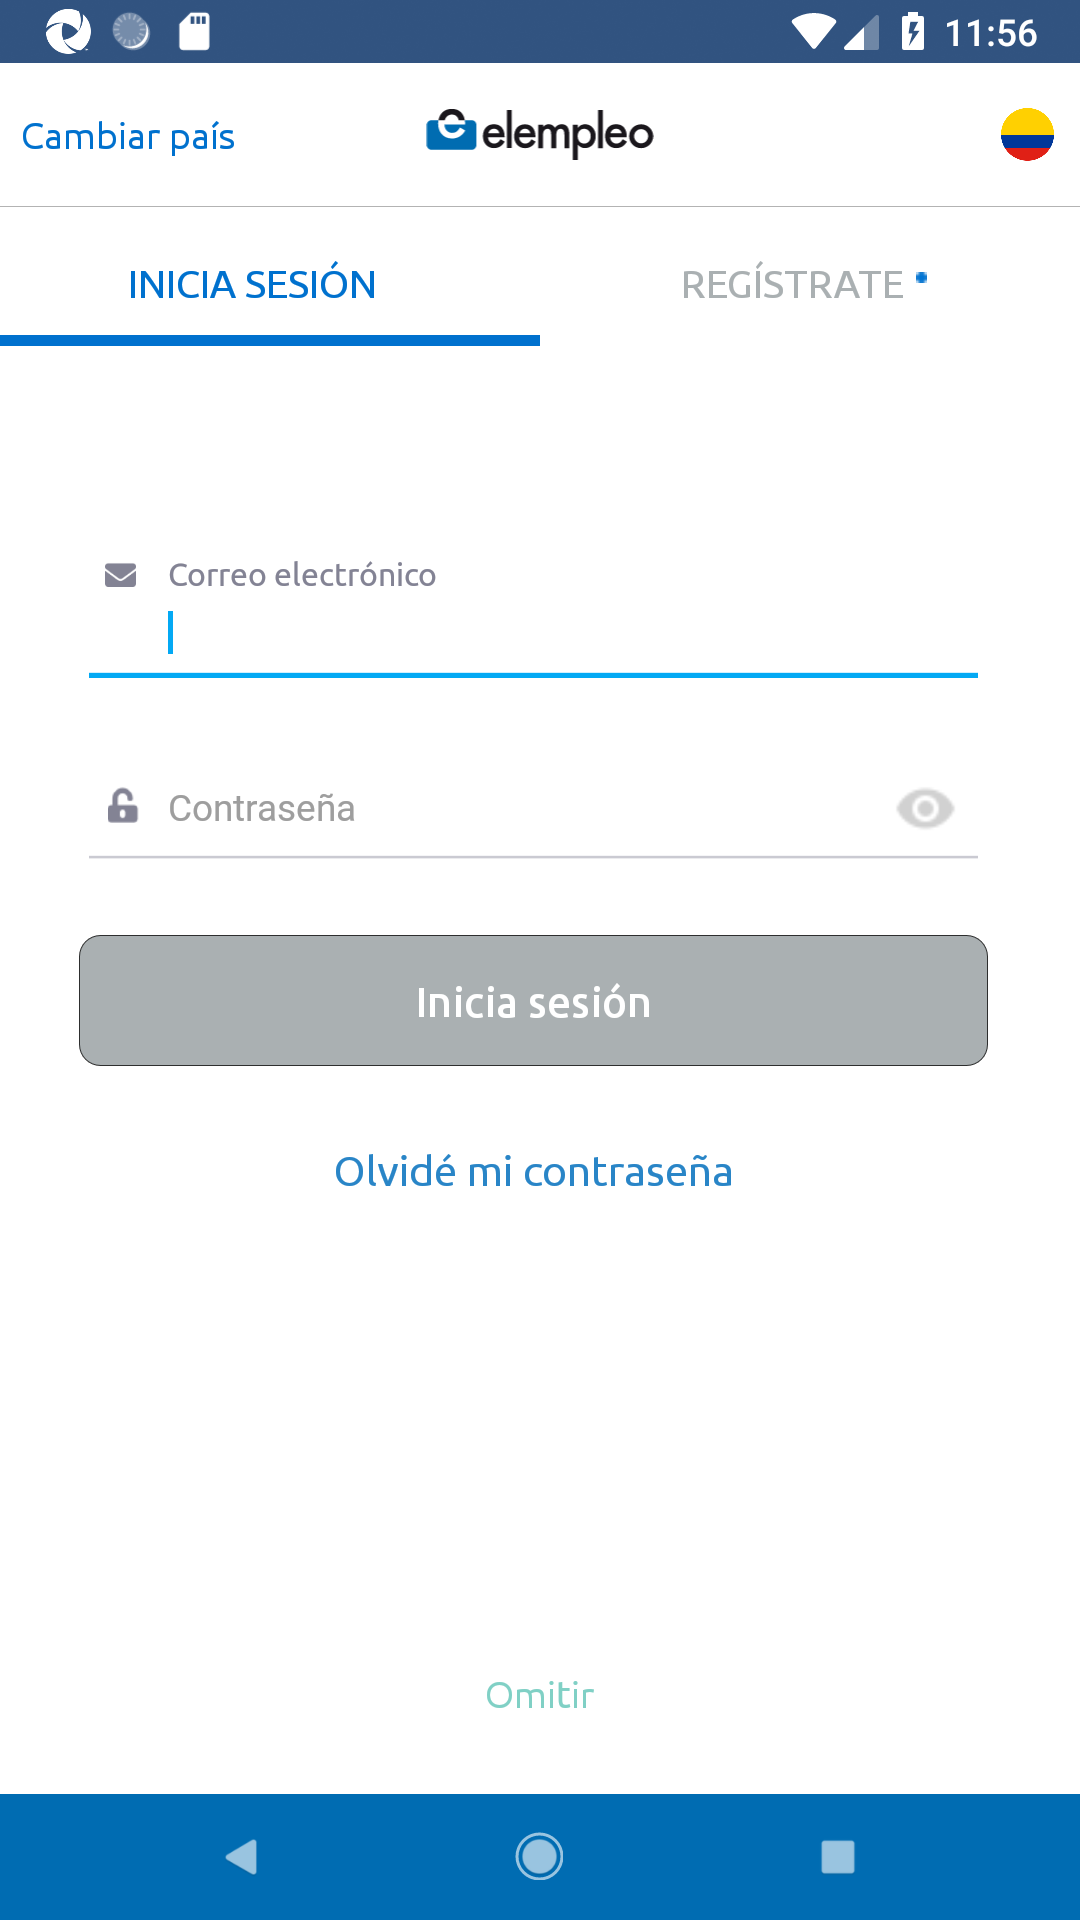 11:56
Cambiar país
elempleo
INICIA SESIÓN
REGÍSTRATE
Correo electrónico
Contraseña
Inicia sesión
Olvidé mi contraseña
Omitir